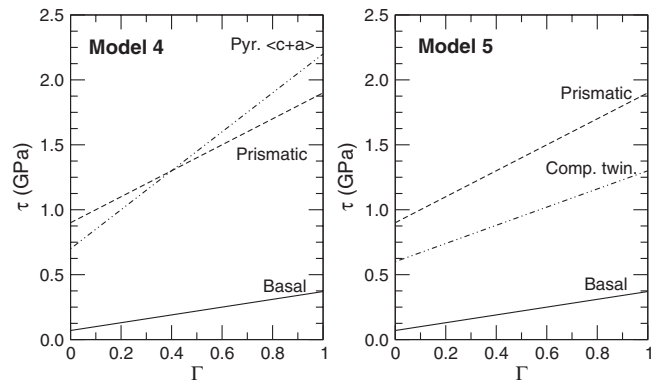 2.5
2.0
1.5
1.0
0.5
0.0
τ (GPa)
Model 4
Pyr. <c+a>
Prismatic
Basal
0 0.2 0.4 0.6 0.8 1
Γ
2.5
2.0
1.5
1.0
0.5
0.0
τ (GPa)
Model 5
Prismatic
Comp. twin
Basal
0 0.2 0.4 0.6 0.8 1
Γ